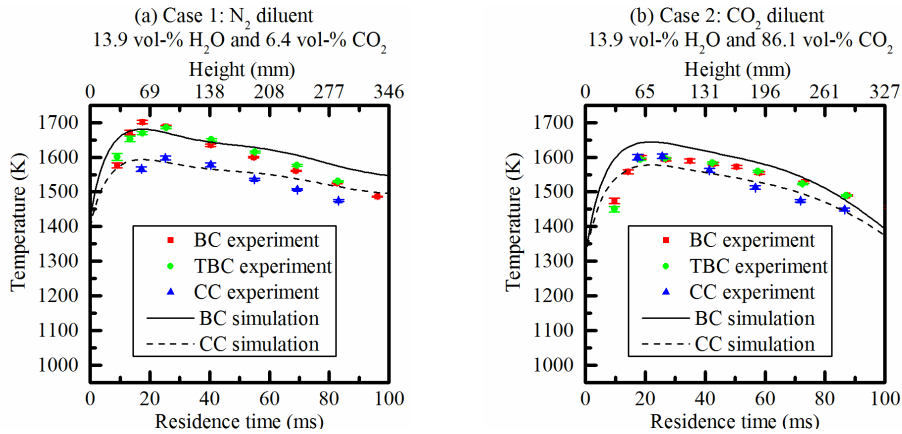 (a) Case 1: N₂ diluent
13.9 vol-% H₂O and 6.4 vol-% CO₂
Height (mm)
0 69 138 208 277 346
Temperature (K)
1700
1600
1500
1400
1300
1200
1100
1000
BC experiment
TBC experiment
CC experiment
BC simulation
CC simulation
0 20 40 60 80 100
Residence time (ms)
(b) Case 2: CO₂ diluent
13.9 vol-% H₂O and 86.1 vol-% CO₂
Height (mm)
0 65 131 196 261 327
Temperature (K)
1700
1600
1500
1400
1300
1200
1100
1000
BC experiment
TBC experiment
CC experiment
BC simulation
CC simulation
0 20 40 60 80 100
Residence time (ms)